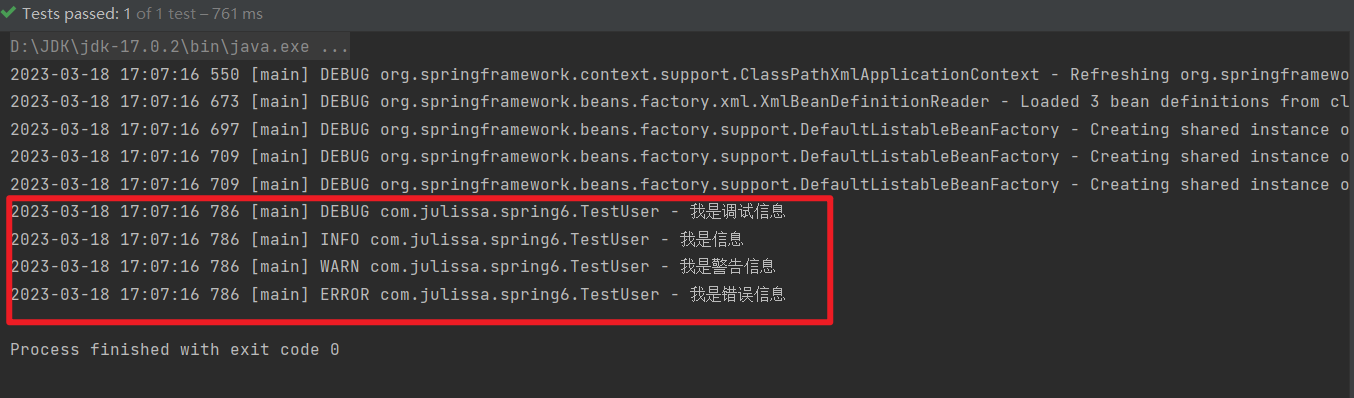 Tests passed: 1 of 1 test – 761 ms
D:\JDK\jdk-17.0.2\bin\java.exe ...
2023-03-18 17:07:16 550 [main] DEBUG org.springframework.context.support.ClassPathXmlApplicationContext - Refreshing org.springframewo
2023-03-18 17:07:16 673 [main] DEBUG org.springframework.beans.factory.xml.XmlBeanDefinitionReader - Loaded 3 bean definitions from cl
2023-03-18 17:07:16 697 [main] DEBUG org.springframework.beans.factory.support.DefaultListableBeanFactory - Creating shared instance o
2023-03-18 17:07:16 709 [main] DEBUG org.springframework.beans.factory.support.DefaultListableBeanFactory - Creating shared instance o
2023-03-18 17:07:16 709 [main] DEBUG org.springframework.beans.factory.support.DefaultListableBeanFactory - Creating shared instance o
2023-03-18 17:07:16 786 [main] DEBUG com.julissa.spring6.TestUser - 我是调试信息
2023-03-18 17:07:16 786 [main] INFO com.julissa.spring6.TestUser - 我是信息
2023-03-18 17:07:16 786 [main] WARN com.julissa.spring6.TestUser - 我是警告信息
2023-03-18 17:07:16 786 [main] ERROR com.julissa.spring6.TestUser - 我是错误信息
Process finished with exit code 0